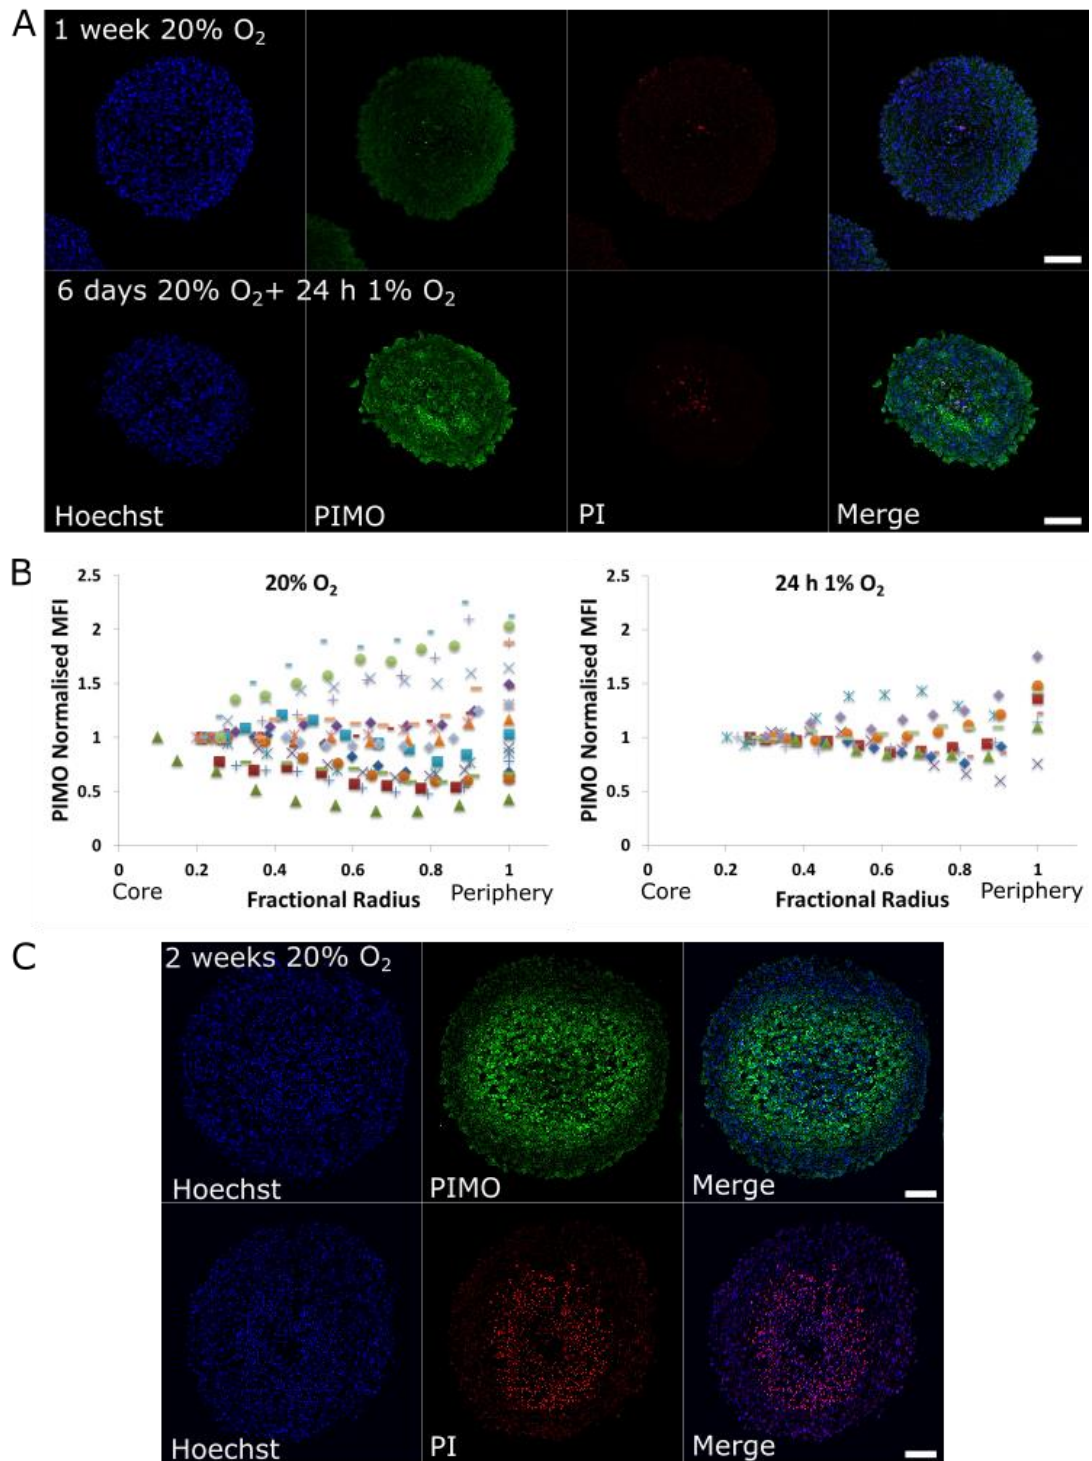 A
1 week 20% O₂
6 days 20% O₂+ 24 h 1% O₂
Hoechst PIMO PI Merge
B
20% O₂
PIMO Normalised MFI
2.5
2
1.5
1
0.5
0
0 0.2 0.4 0.6 0.8 1
Core Fractional Radius Periphery
24 h 1% O₂
PIMO Normalised MFI
2.5
2
1.5
1
0.5
0
0 0.2 0.4 0.6 0.8 1
Core Fractional Radius Periphery
C
2 weeks 20% O₂
Hoechst PIMO Merge
Hoechst PI Merge